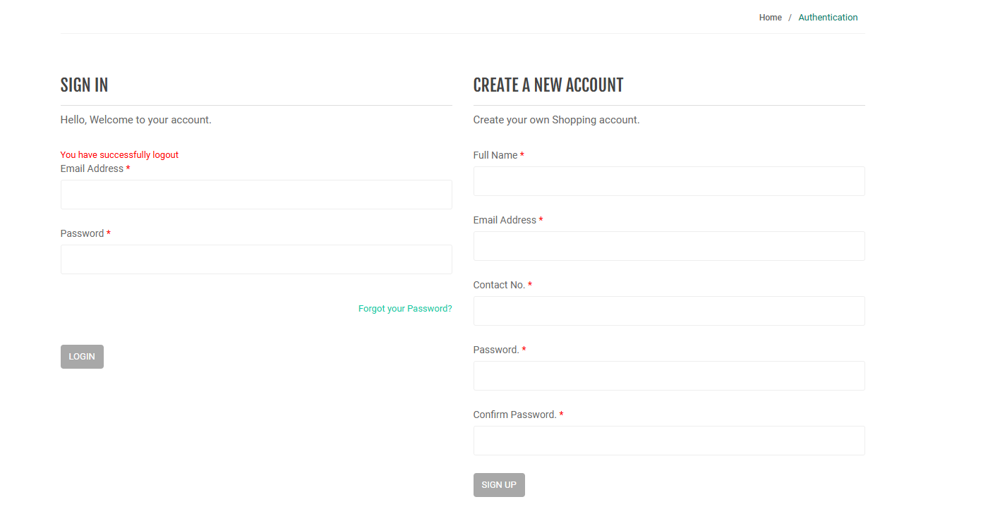 Home / Authentication
SIGN IN
Hello, Welcome to your account.
You have successfully logout
Email Address *
Password *
Forgot your Password?
LOGIN
CREATE A NEW ACCOUNT
Create your own Shopping account.
Full Name *
Email Address *
Contact No. *
Password. *
Confirm Password. *
SIGN UP